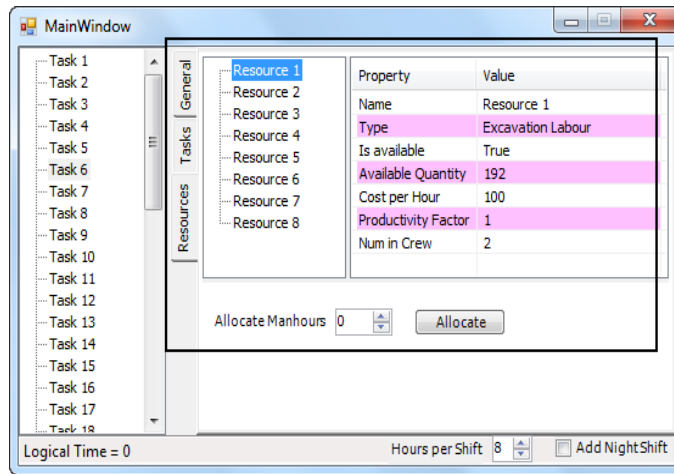 MainWindow
Task 1
Task 2
Task 3
Task 4
Task 5
Task 6
Task 7
Task 8
Task 9
Task 10
Task 11
Task 12
Task 13
Task 14
Task 15
Task 16
Task 17
Task 18
General
Tasks
Resources
Resource 1
Resource 2
Resource 3
Resource 4
Resource 5
Resource 6
Resource 7
Resource 8
Property Value
Name Resource 1
Type Excavation Labour
Is available True
Available Quantity 192
Cost per Hour 100
Productivity Factor 1
Num in Crew 2
Allocate Manhours 0 Allocate
Logical Time = 0 Hours per Shift 8 Add NightShift